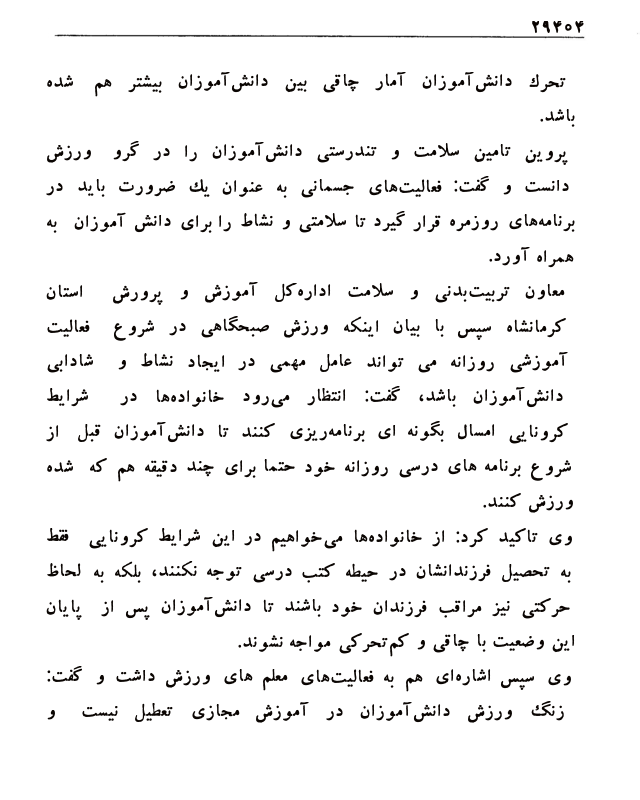 ۲۹۴۰۴
تحرك دانش‌آموزان آمار چاقی بین دانش‌آموزان بیشتر هم شده
باشد.
پروین تامین سلامت و تندرستی دانش‌آموزان را در گرو ورزش
دانست و گفت: فعالیت‌های جسمانی به عنوان یك ضرورت باید در
برنامه‌های روزمره قرار گیرد تا سلامتی و نشاط را برای دانش آموزان به
همراه آورد.
معاون تربیت‌بدنی و سلامت اداره‌کل آموزش و پرورش استان
کرمانشاه سپس با بیان اینکه ورزش صبحگاهی در شروع فعالیت
آموزشی روزانه می تواند عامل مهمی در ایجاد نشاط و شادابی
دانش‌آموزان باشد، گفت: انتظار می‌رود خانواده‌ها در شرایط
کرونایی امسال بگونه ای برنامه‌ریزی کنند تا دانش‌آموزان قبل از
شروع برنامه های درسی روزانه خود حتما برای چند دقیقه هم که شده
ورزش کنند.
وی تاکید کرد: از خانواده‌ها می‌خواهیم در این شرایط کرونایی فقط
به تحصیل فرزندانشان در حیطه کتب درسی توجه نکنند، بلکه به لحاظ
حرکتی نیز مراقب فرزندان خود باشند تا دانش‌آموزان پس از پایان
این وضعیت با چاقی و کم‌تحرکی مواجه نشوند.
وی سپس اشاره‌ای هم به فعالیت‌های معلم های ورزش داشت و گفت:
زنگ ورزش دانش‌آموزان در آموزش مجازی تعطیل نیست و